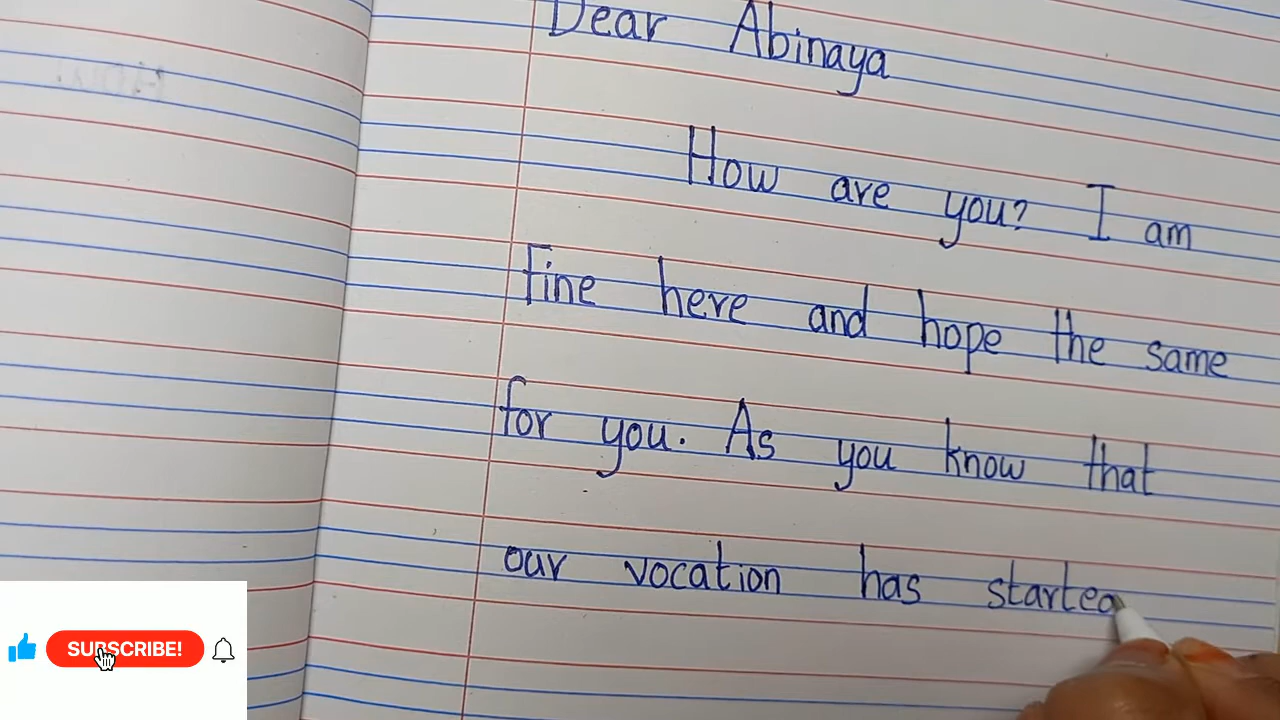 Dear Abinaya
How are you? I am
fine here and hope the same
for you. As you know that
our vocation has started
SUBSCRIBE!